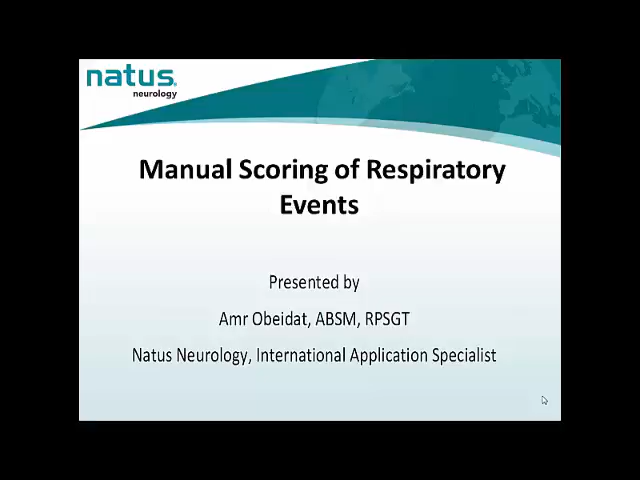 natus
neurology
Manual Scoring of Respiratory
Events
Presented by
Amr Obeidat, ABSM, RPSGT
Natus Neurology, International Application Specialist